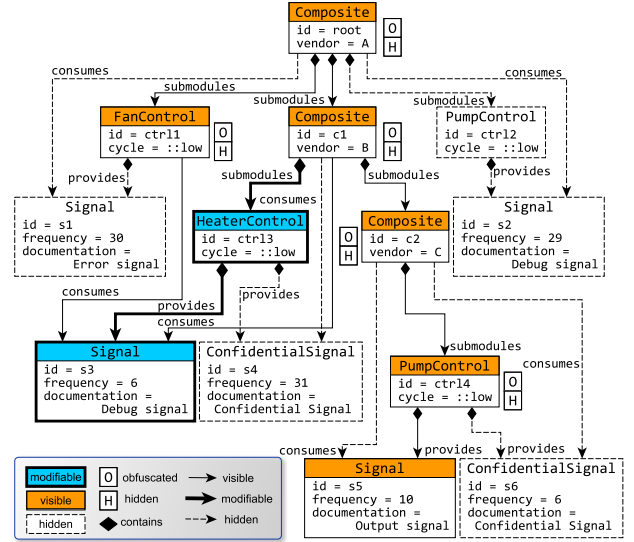 Composite
id = root
vendor = A
O
H
consumes
submodules
submodules
submodules
consumes
FanControl
id = ctrl1
cycle = ::low
O
H
Composite
id = c1
vendor = B
O
H
PumpControl
id = ctrl2
cycle = ::low
provides
submodules
submodules
provides
consumes
Signal
id = s1
frequency = 30
documentation =
Error signal
HeaterControl
id = ctrl3
cycle = ::low
O
H
Composite
id = c2
vendor = C
Signal
id = s2
frequency = 29
documentation =
Debug signal
consumes
provides
provides
consumes
Signal
id = s3
frequency = 6
documentation =
Debug signal
ConfidentialSignal
id = s4
frequency = 31
documentation =
Confidential Signal
submodules
consumes
PumpControl
id = ctrl4
cycle = ::low
O
H
consumes
provides
provides
Signal
id = s5
frequency = 10
documentation =
Output signal
ConfidentialSignal
id = s6
frequency = 6
documentation =
Confidential Signal
modifiable
O
obfuscated
visible
visible
H
hidden
modifiable
hidden
contains
hidden